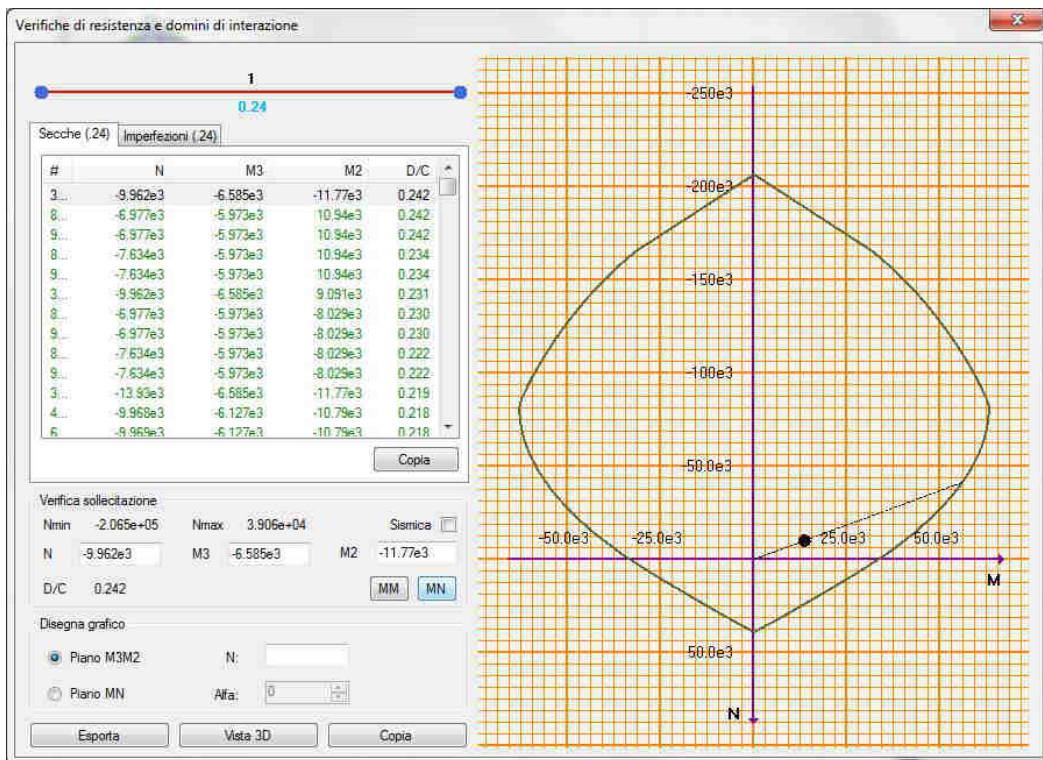 Verifiche di resistenza e domini di interazione
1
0.24
Secche (.24) Imperfezioni (.24)
# N M3 M2 D/C
3... -9.962e3 -6.585e3 -11.77e3 0.242
8... -6.977e3 -5.973e3 10.94e3 0.242
9... -6.977e3 -5.973e3 10.94e3 0.242
8... -7.634e3 -5.973e3 10.94e3 0.234
9... -7.634e3 -5.973e3 10.94e3 0.234
3... -9.962e3 -6.585e3 9.091e3 0.231
8... -6.977e3 -5.973e3 -8.029e3 0.230
9... -6.977e3 -5.973e3 -8.029e3 0.230
8... -7.634e3 -5.973e3 -8.029e3 0.222
9... -7.634e3 -5.973e3 -8.029e3 0.222
3... -13.93e3 -6.585e3 -11.77e3 0.219
4... -9.968e3 -6.127e3 -10.79e3 0.218
6... -9.969e3 -6.127e3 -10.79e3 0.218
Copia
Verifica sollecitazione
Nmin -2.065e+05 Nmax 3.906e+04 Sismica
N -9.962e3 M3 -6.585e3 M2 -11.77e3
D/C 0.242 MM MN
Disegna grafico
Piano M3M2 N:
Piano MN Alfa: 0
Esporta Vista 3D Copia
-250e3
-200e3
-150e3
-100e3
-50.0e3
-50.0e3 -25.0e3 25.0e3 50.0e3
M
50.0e3
N